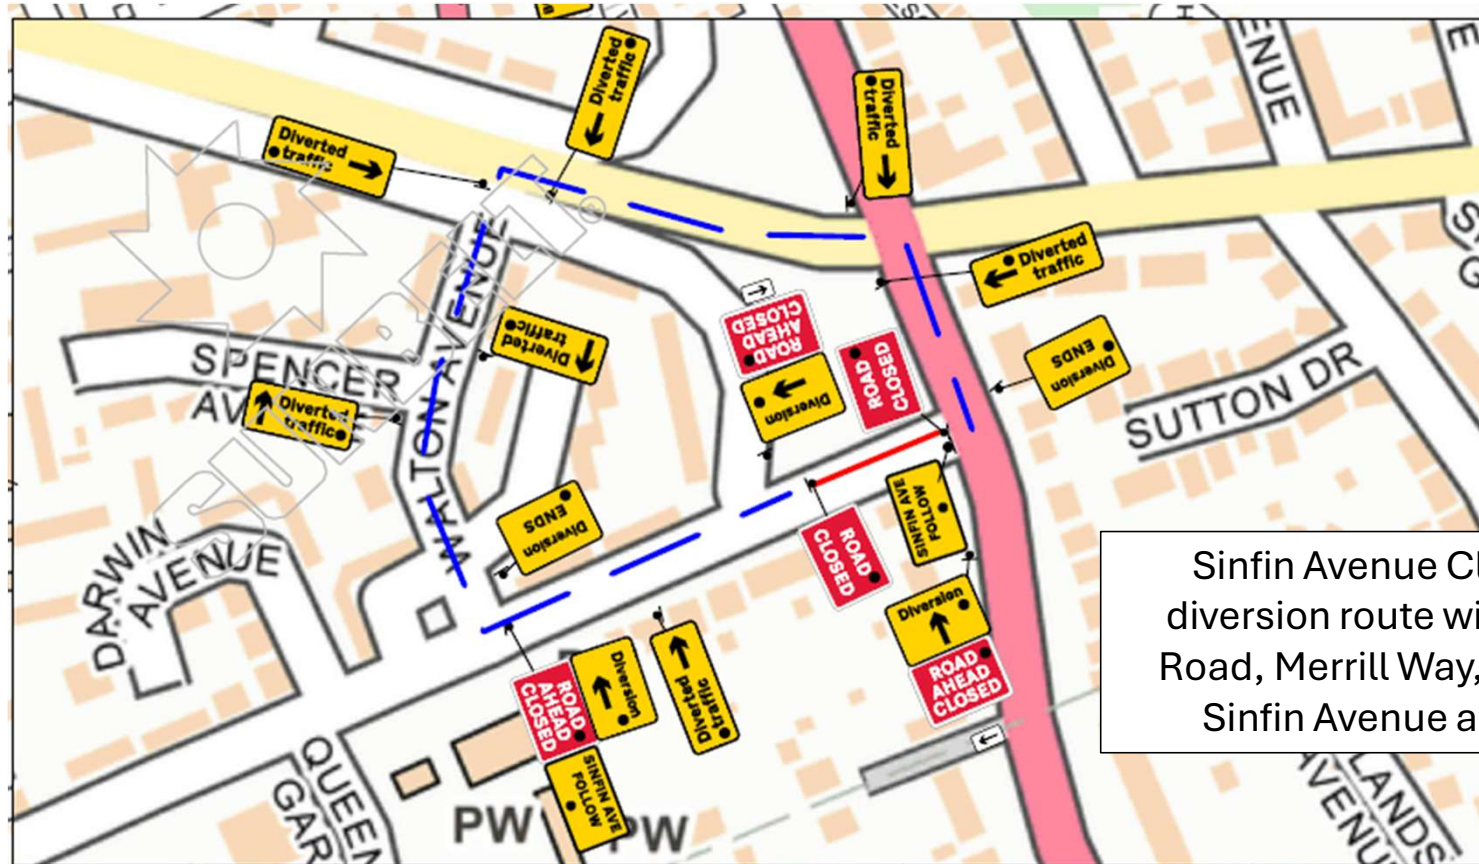 ENUE
Diverted
traffic
Diverted
traffic
Diverted
traffic
Diverted
traffic
ROAD
AHEAD
CLOSED
Diversion
ROAD
CLOSED
Diversion
ENDS
SUTTON DR
SPENCER
AV
WALTON AVENUE
Diverted
traffic
Diverted
traffic
SUPERTEL®
Diversion
ENDS
DARWIN
AVENUE
ROAD
CLOSED
SINFIN AVE
FOLLOW
Diversion
ROAD
AHEAD
CLOSED
Sinfin Avenue Cl
diversion route wi
Road, Merrill Way,
Sinfin Avenue a
ROAD
AHEAD
CLOSED
Diversion
Diverted
traffic
SINFIN AVE
FOLLOW
QUEEN
GAR
PW
PW
LANDS
AVENU